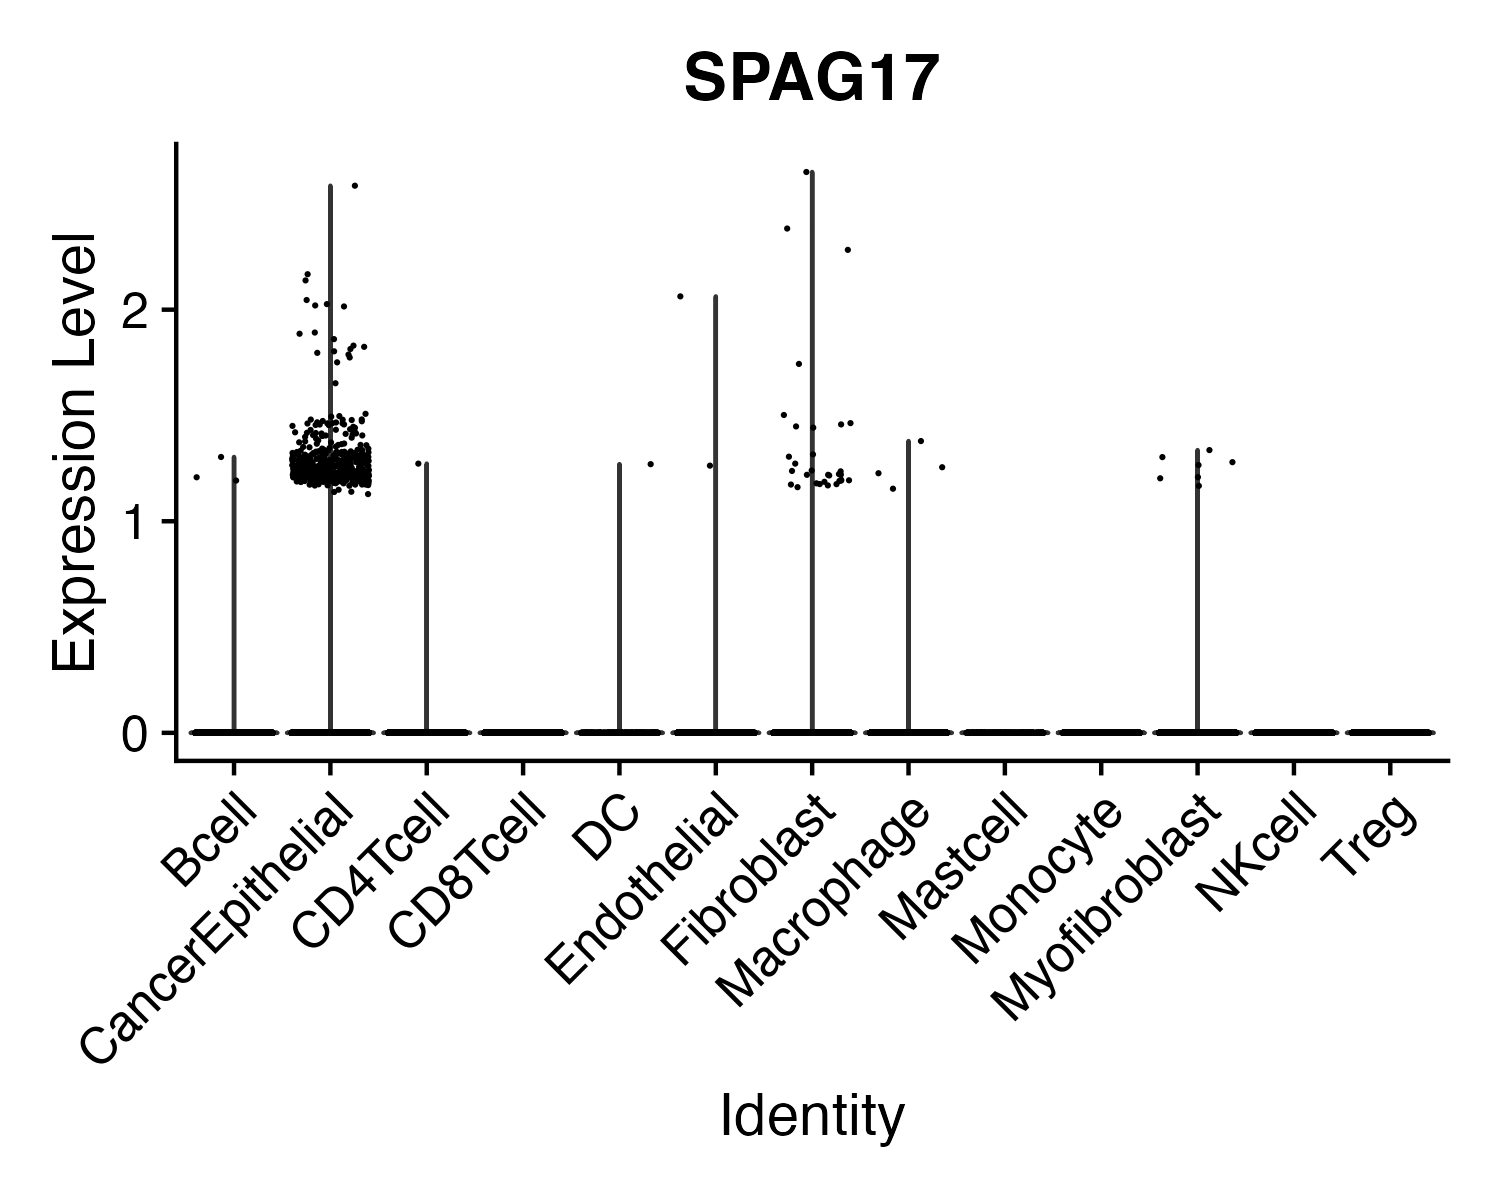 SPAG17
Expression Level
2
1
0
Bcell
CancerEpithelial
CD4Tcell
CD8Tcell
DC
Endothelial
Fibroblast
Macrophage
Mastcell
Monocyte
Myofibroblast
NKcell
Treg
Identity